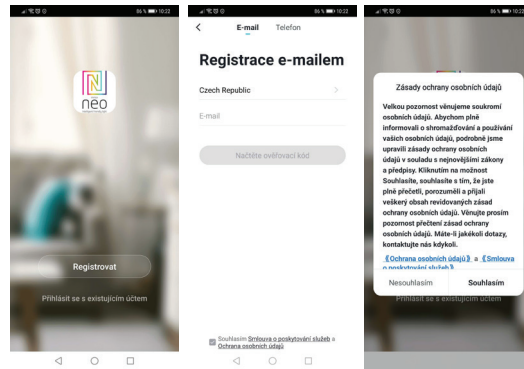 86 % 10:22
neo
Registrovat
Přihlásit se s existujícím účtem
86 % 10:22
E-mail Telefon
Registrace e-mailem
Czech Republic
E-mail
Načtěte ověřovací kód
Souhlasím Smlouva o poskytování služeb a
Ochrana osobních údajů
86 % 10:22
Zásady ochrany osobních údajů
Velkou pozornost věnujeme soukromí
osobních údajů. Abychom plně
informovali o shromažďování a používání
vašich osobních údajů, podrobně jsme
upravili zásady ochrany osobních
údajů v souladu s nejnovějšími zákony
a předpisy. Kliknutím na možnost
Souhlasíte, souhlasíte s tím, že jste
plně přečetli, porozuměli a přijali
veškerý obsah revidovaných zásad
ochrany osobních údajů. Věnujte prosím
pozornost přečtení zásad ochrany
osobních údajů. Máte-li jakékoli dotazy,
kontaktujte nás kdykoli.
《Ochrana osobních údajů》 a 《Smlouva
o poskytování služeb》
Nesouhlasím Souhlasím
Přihlásit se s existujícím účtem